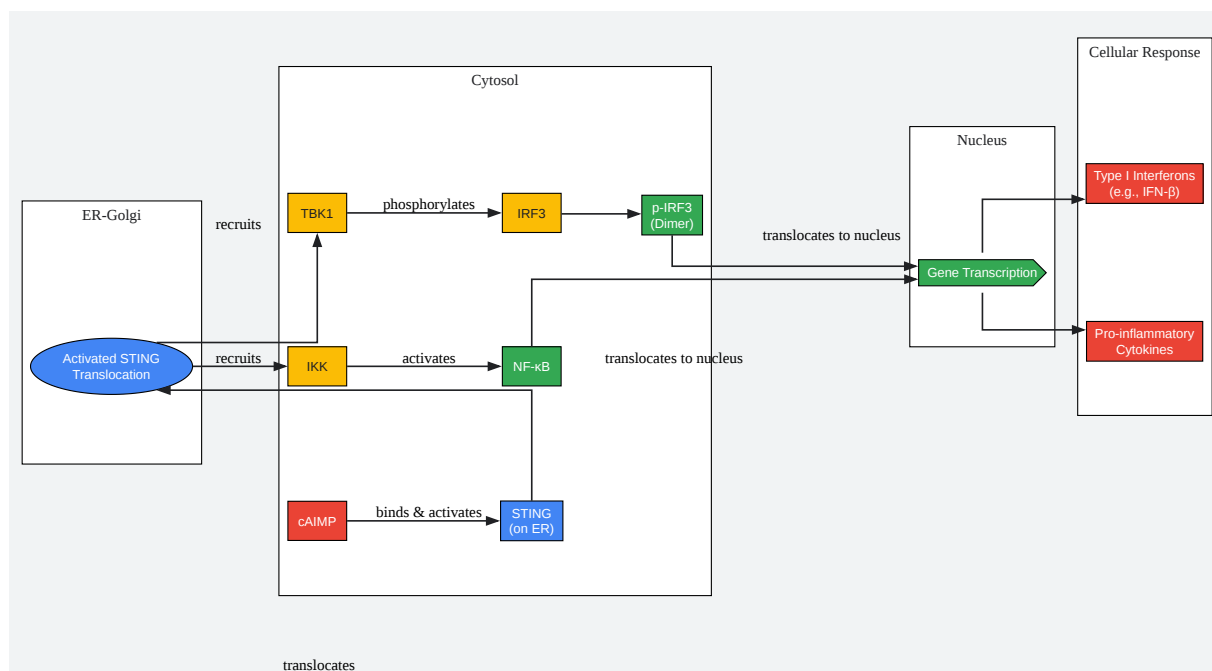 Cellular Response
Cytosol
Nucleus
Type I Interferons
(e.g., IFN-β)
ER-Golgi
recruits
TBK1
phosphorylates
IRF3
p-IRF3
(Dimer)
translocates to nucleus
Gene Transcription
Pro-inflammatory
Cytokines
Activated STING
Translocation
recruits
IKK
activates
NF-κB
translocates to nucleus
cAIMP
binds & activates
STING
(on ER)
translocates